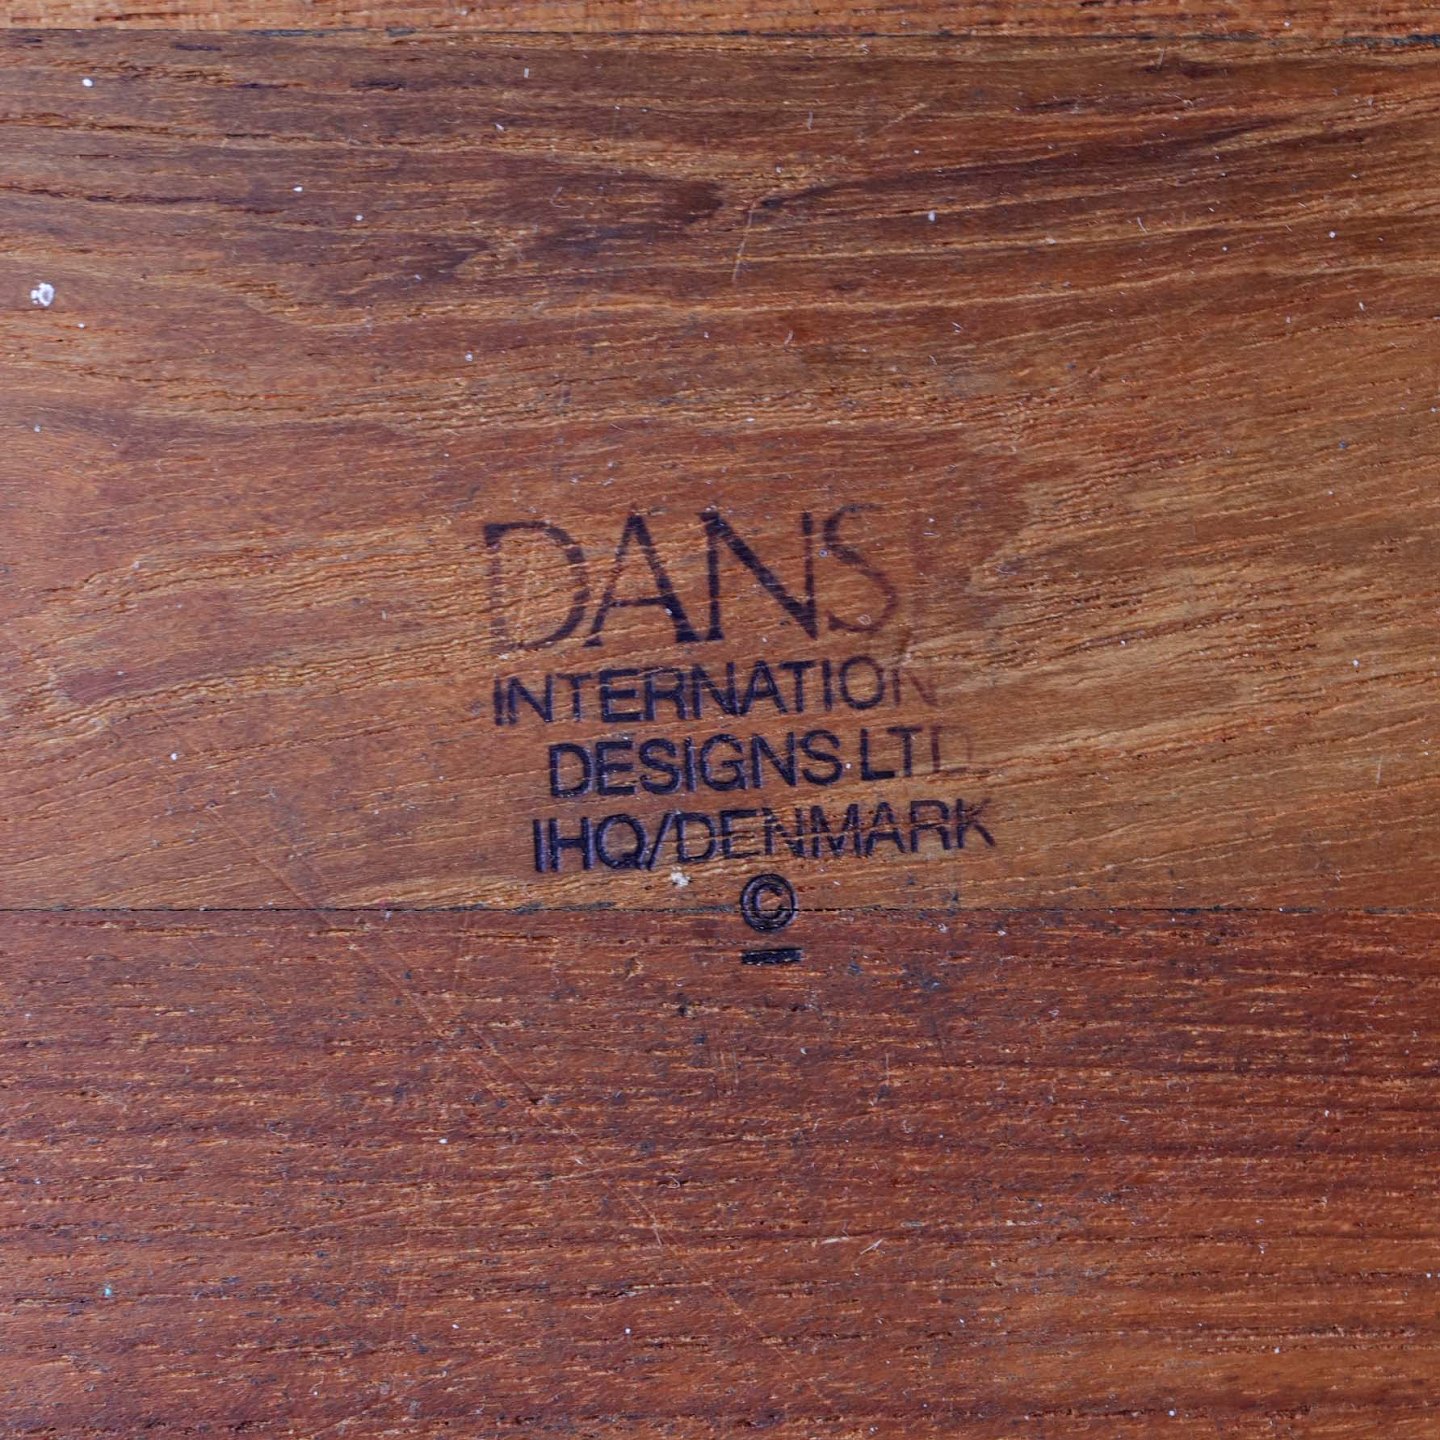 DANS
INTERNATION
DESIGNS LTD
IHQ/DENMARK
©